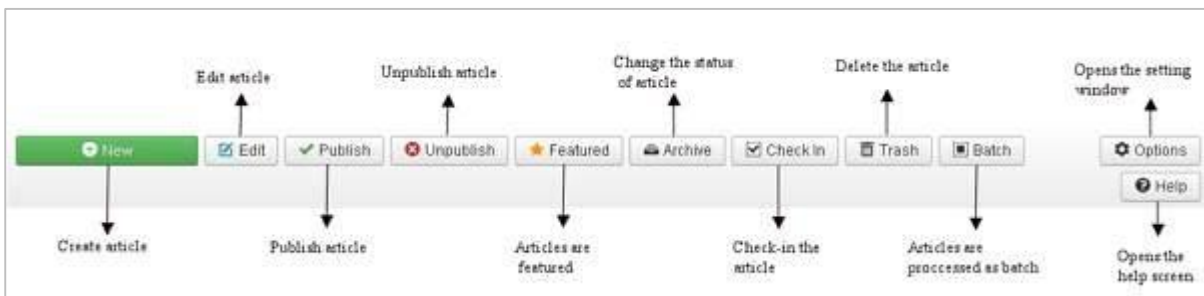 Edit article
Unpublish article
Change the status
of article
Delete the article
Opens the setting
window
New
Edit
Publish
Unpublish
Featured
Archive
Check In
Trash
Batch
Options
Help
Create article
Publish article
Articles are
featured
Check-in the
article
Articles are
proccessed as batch
Opens the
help screen